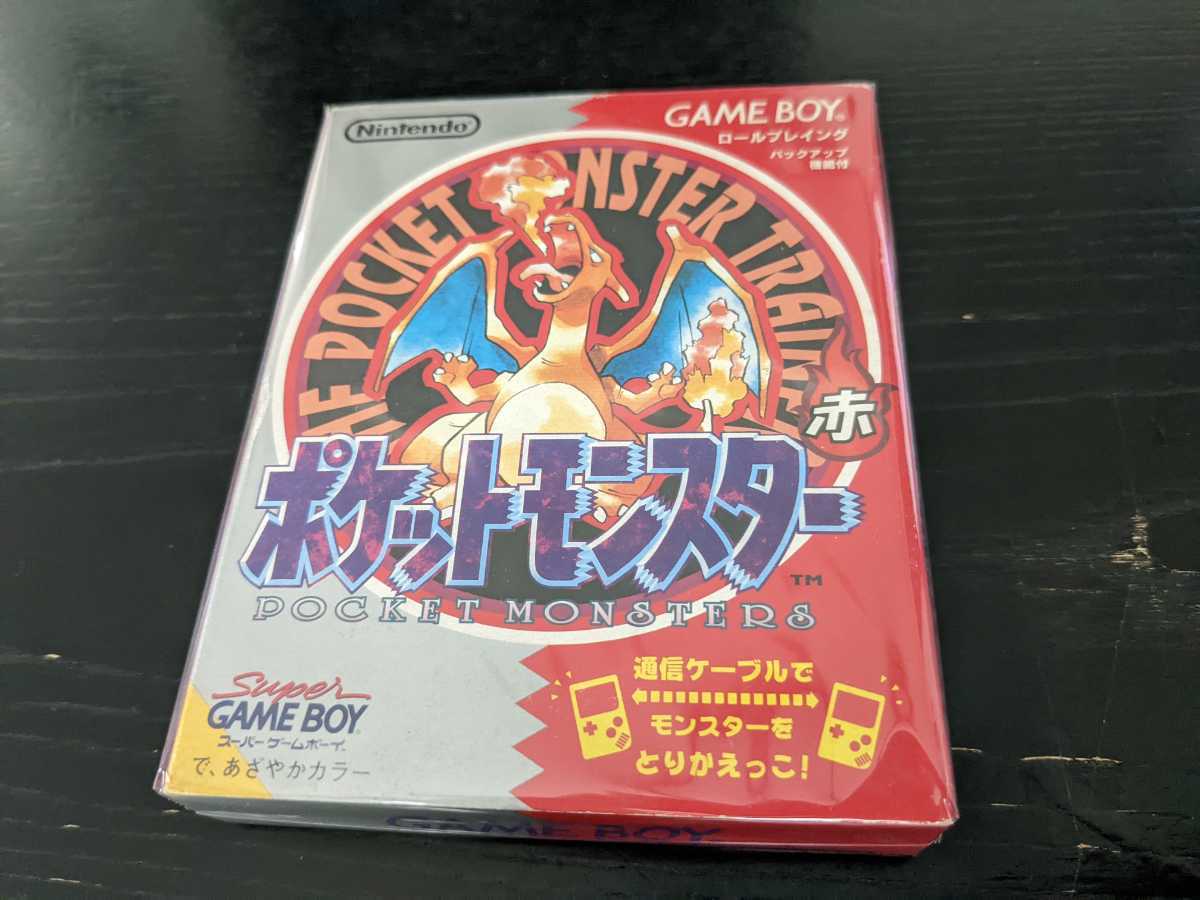 Nintendo
GAME BOY
ロールプレイング
バックアップ
機能付
POCKET MONSTER
赤
ポケットモンスター
TM
POCKET MONSTERS
通信ケーブルで
モンスターを
とりかえっこ!
Super
GAME BOY
スーパーゲームボーイ
で、あざやかカラー
GAME BOY